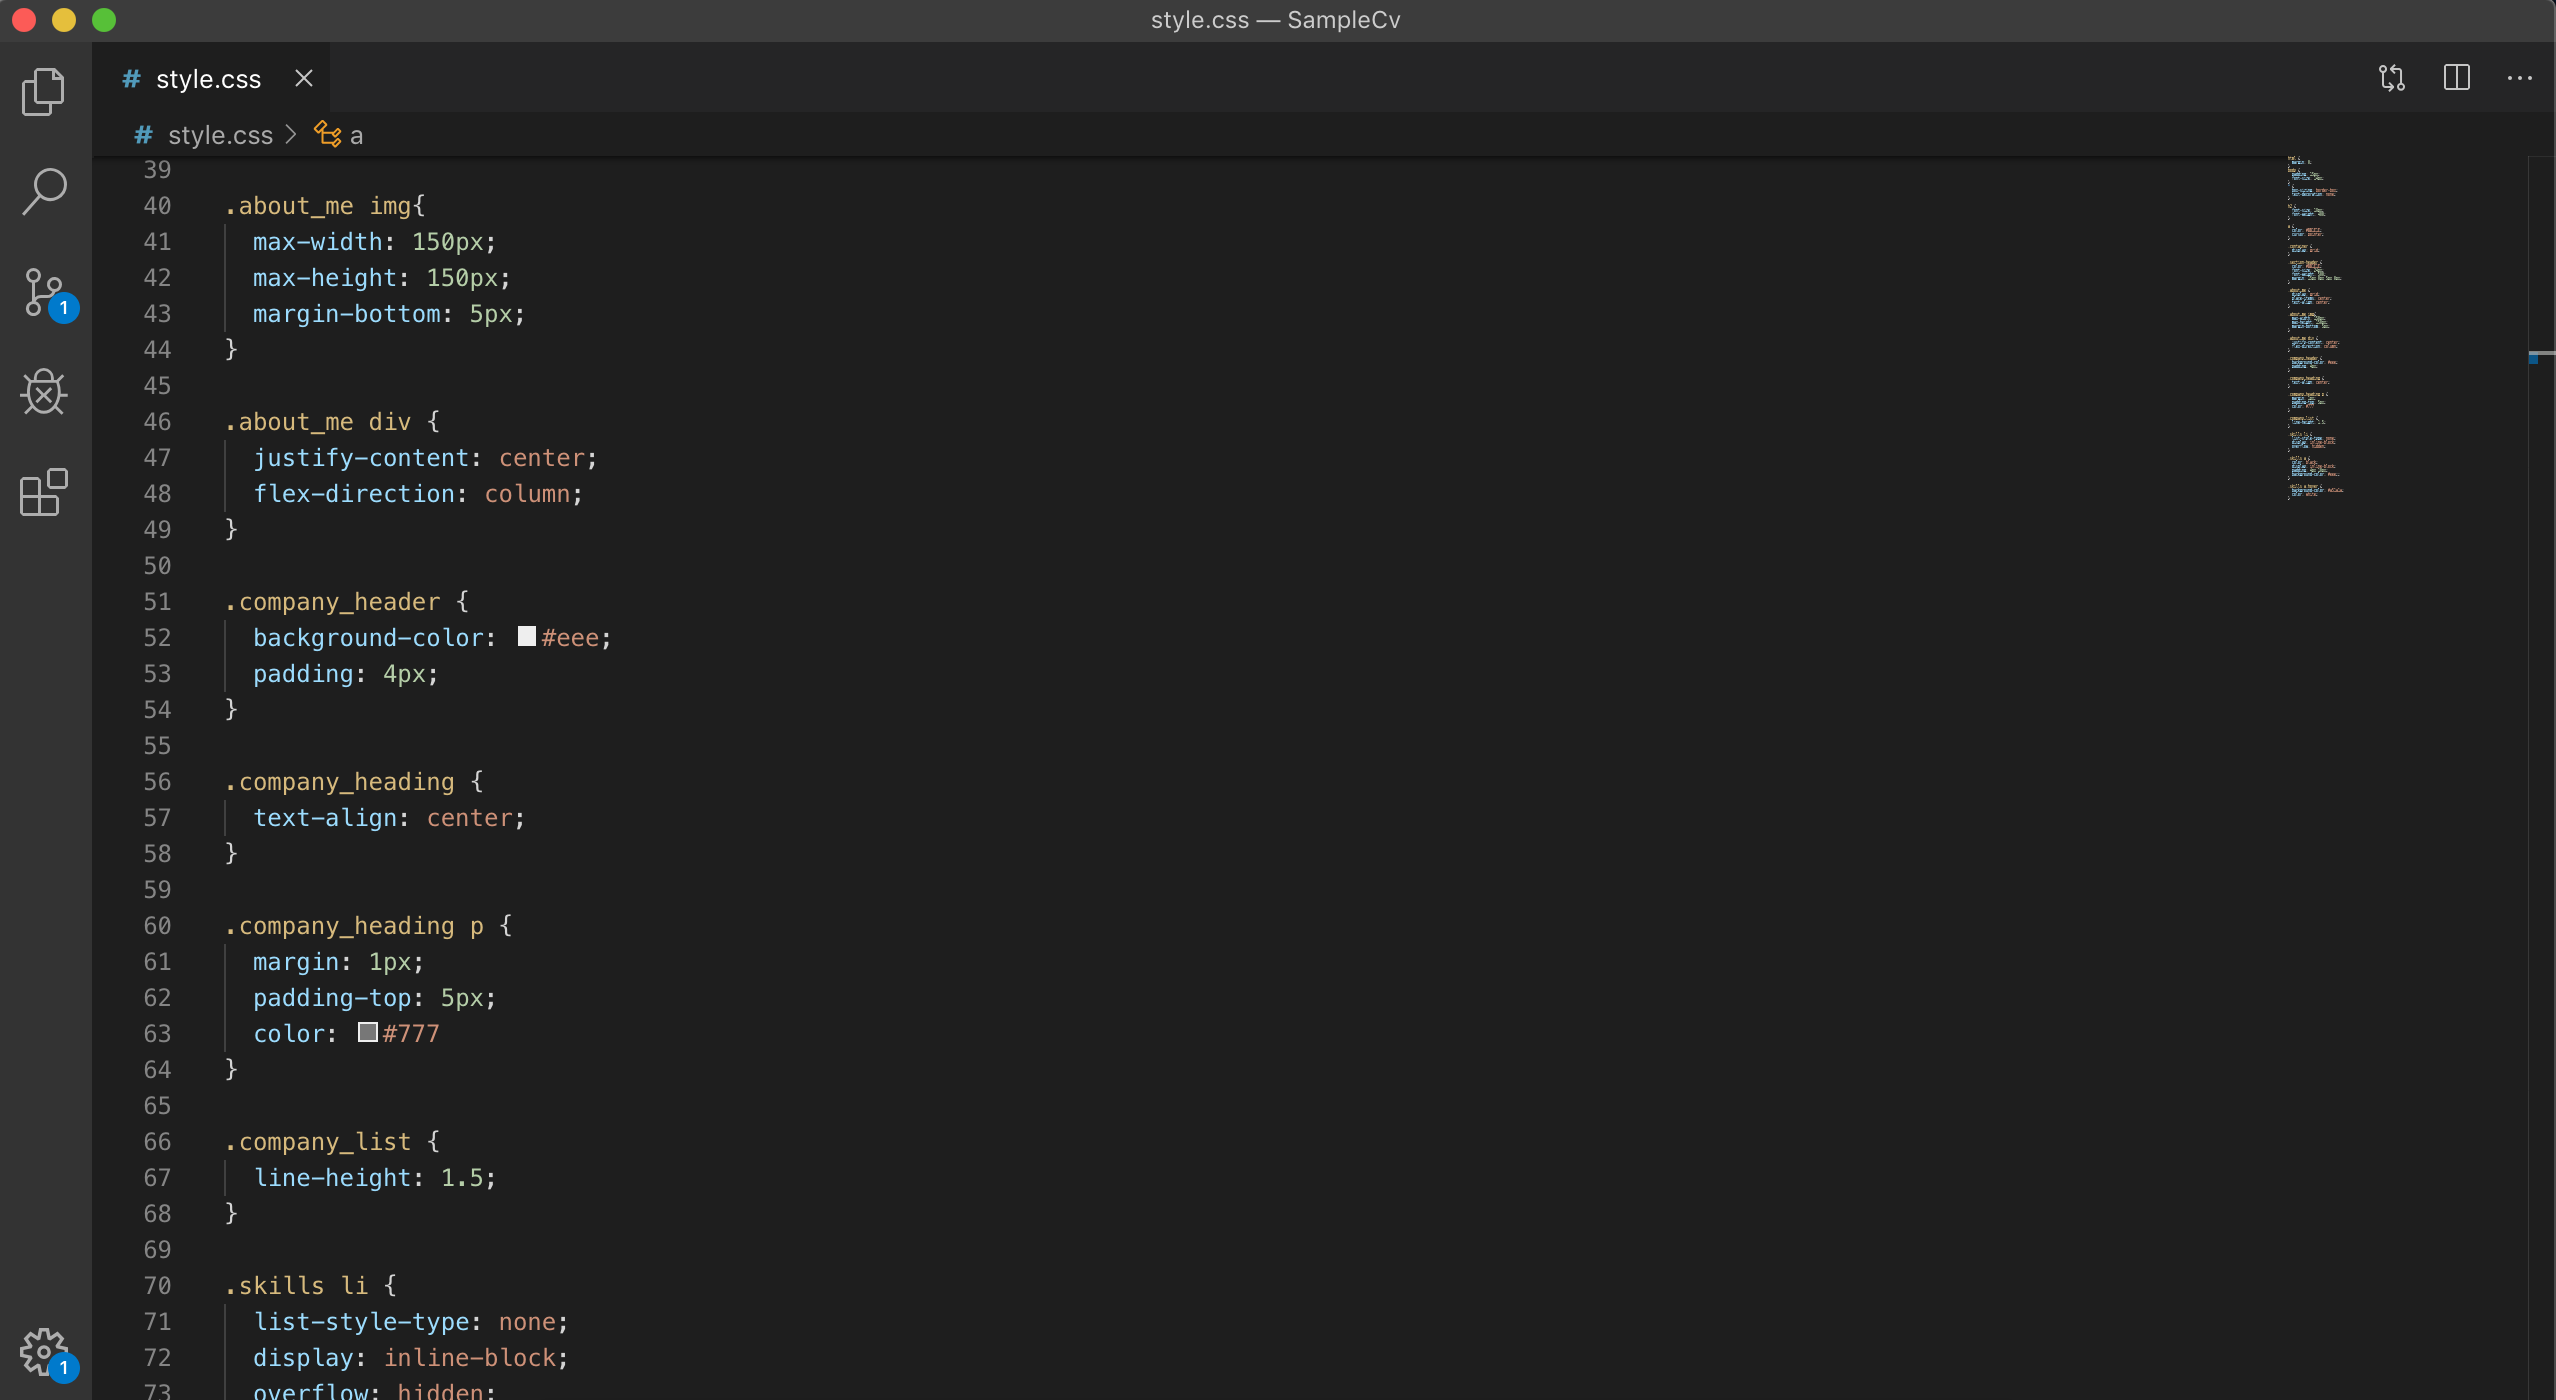 style.css — SampleCv
# style.css
# style.css > a
39
40 .about_me img{
41 max-width: 150px;
42 max-height: 150px;
43 margin-bottom: 5px;
44 }
45
46 .about_me div {
47 justify-content: center;
48 flex-direction: column;
49 }
50
51 .company_header {
52 background-color: #eee;
53 padding: 4px;
54 }
55
56 .company_heading {
57 text-align: center;
58 }
59
60 .company_heading p {
61 margin: 1px;
62 padding-top: 5px;
63 color: #777
64 }
65
66 .company_list {
67 line-height: 1.5;
68 }
69
70 .skills li {
71 list-style-type: none;
72 display: inline-block;
73 overflow: hidden;
1
1